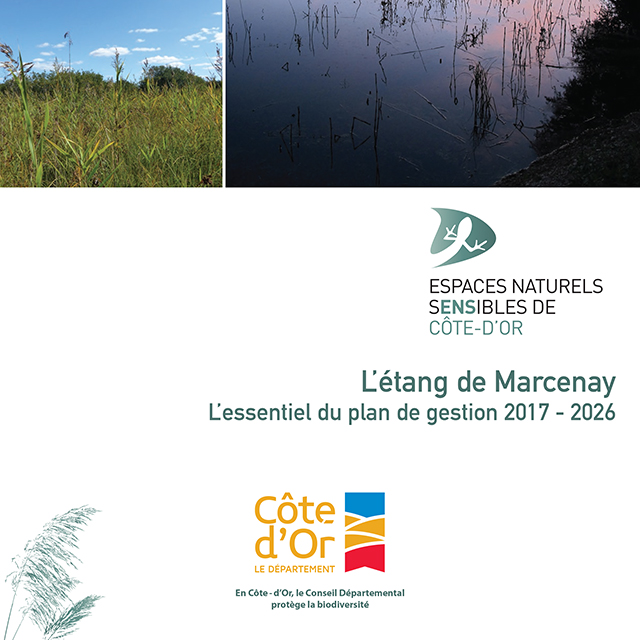 ESPACES NATURELS
SENSIBLES DE
CÔTE-D'OR
L'étang de Marcenay
L'essentiel du plan de gestion 2017 - 2026
Côte
d'Or
LE DÉPARTEMENT
En Côte - d'Or, le Conseil Départemental
protège la biodiversité